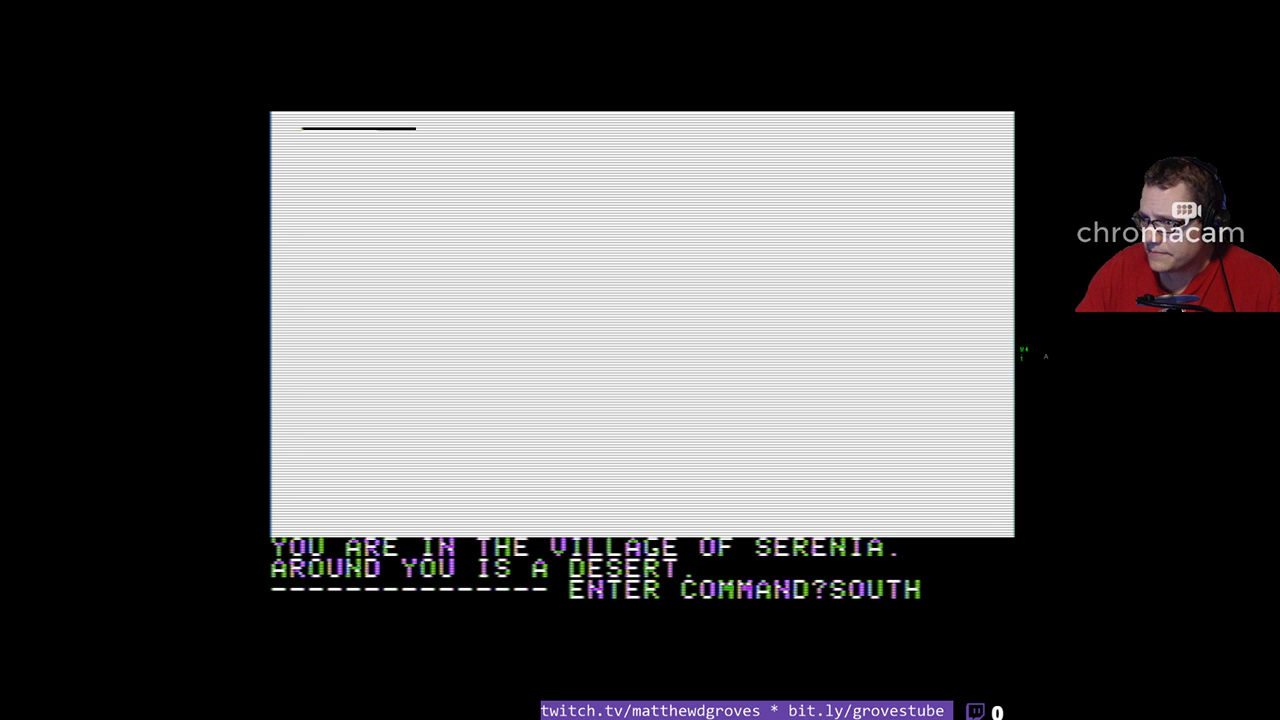 chromacam
YOU ARE IN THE VILLAGE OF SERENIA.
AROUND YOU IS A DESERT.
--------------- ENTER COMMAND?SOUTH
twitch.tv/matthewdgroves * bit.ly/grovestube 0